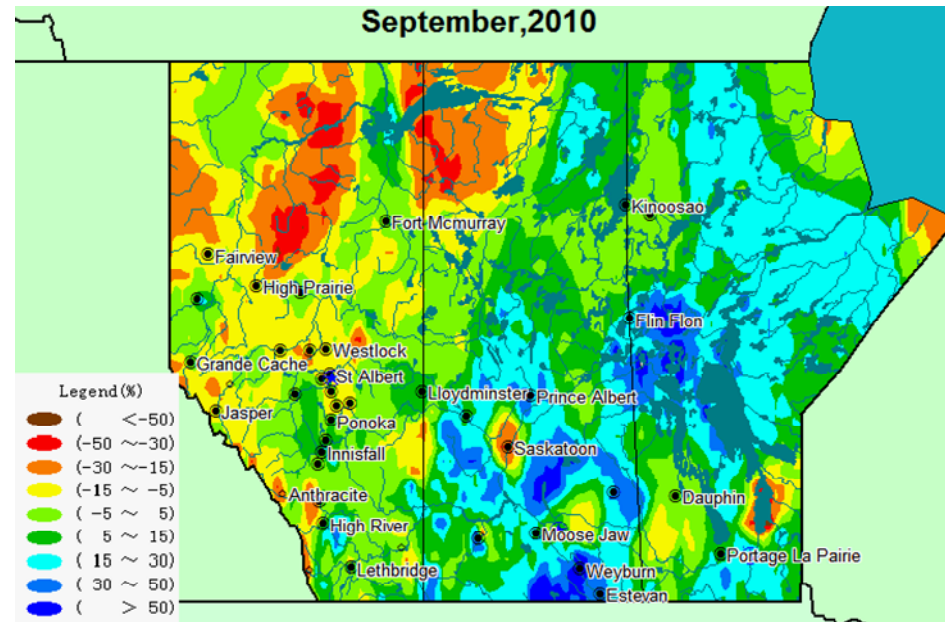 September,2010
Kinoosao
Fort Mcmurray
Fairview
High Prairie
Flin Flon
Westlock
Grande Cache
St Albert
Lloydminster
Prince Albert
Jasper
Ponoka
Innisfall
Saskatoon
Anthracite
Dauphin
High River
Moose Jaw
Portage La Pairie
Lethbridge
Weyburn
Estevan
Legend(%)
( <-50)
(-50 ~-30)
(-30 ~-15)
(-15 ~ -5)
( -5 ~ 5)
( 5 ~ 15)
( 15 ~ 30)
( 30 ~ 50)
( > 50)